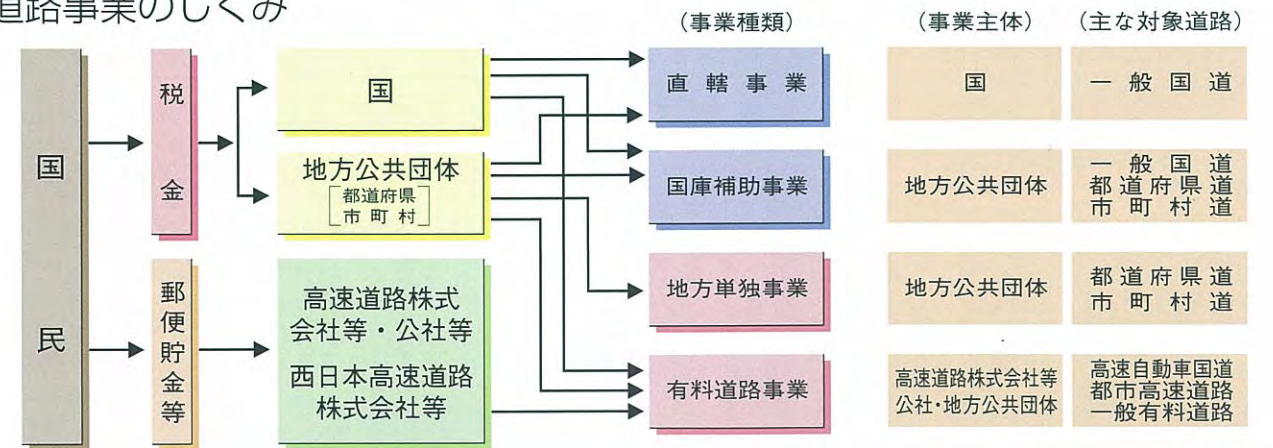 道路事業のしくみ
（事業種類）
（事業主体）
（主な対象道路）
国民
税金
郵便貯金等
国
地方公共団体
都道府県
市町村
高速道路株式
会社等・公社等
西日本高速道路
株式会社等
直轄事業
国
一般国道
国庫補助事業
地方公共団体
一般国道
都道府県道
市町村道
地方単独事業
地方公共団体
都道府県道
市町村道
有料道路事業
高速道路株式会社等
公社・地方公共団体
高速自動車国道
都市高速道路
一般有料道路